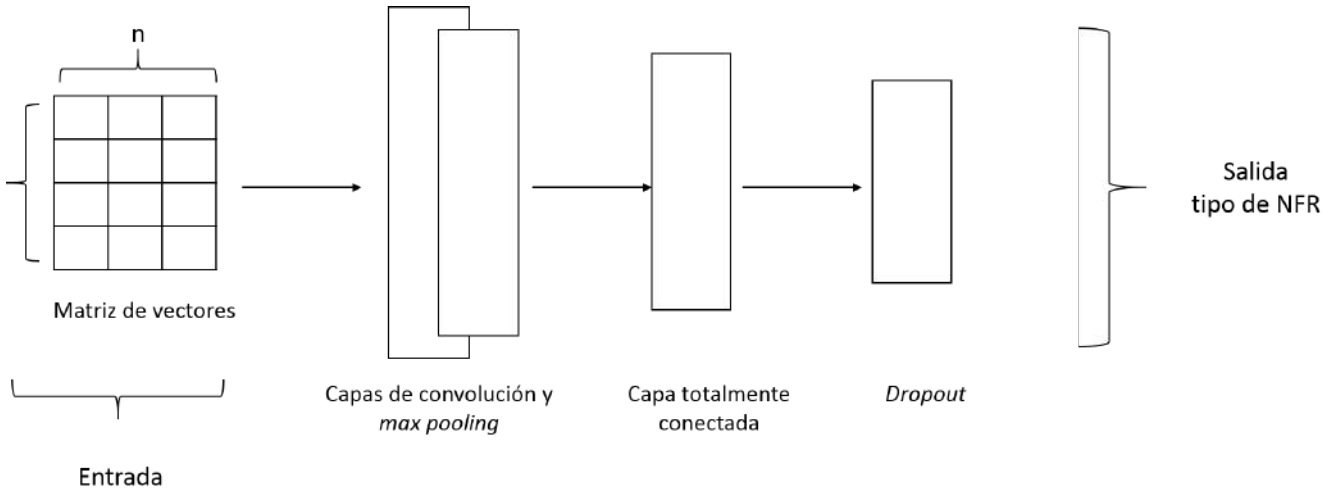 n
Matriz de vectores
Entrada
Capas de convolución y
max pooling
Capa totalmente
conectada
Dropout
Salida
tipo de NFR